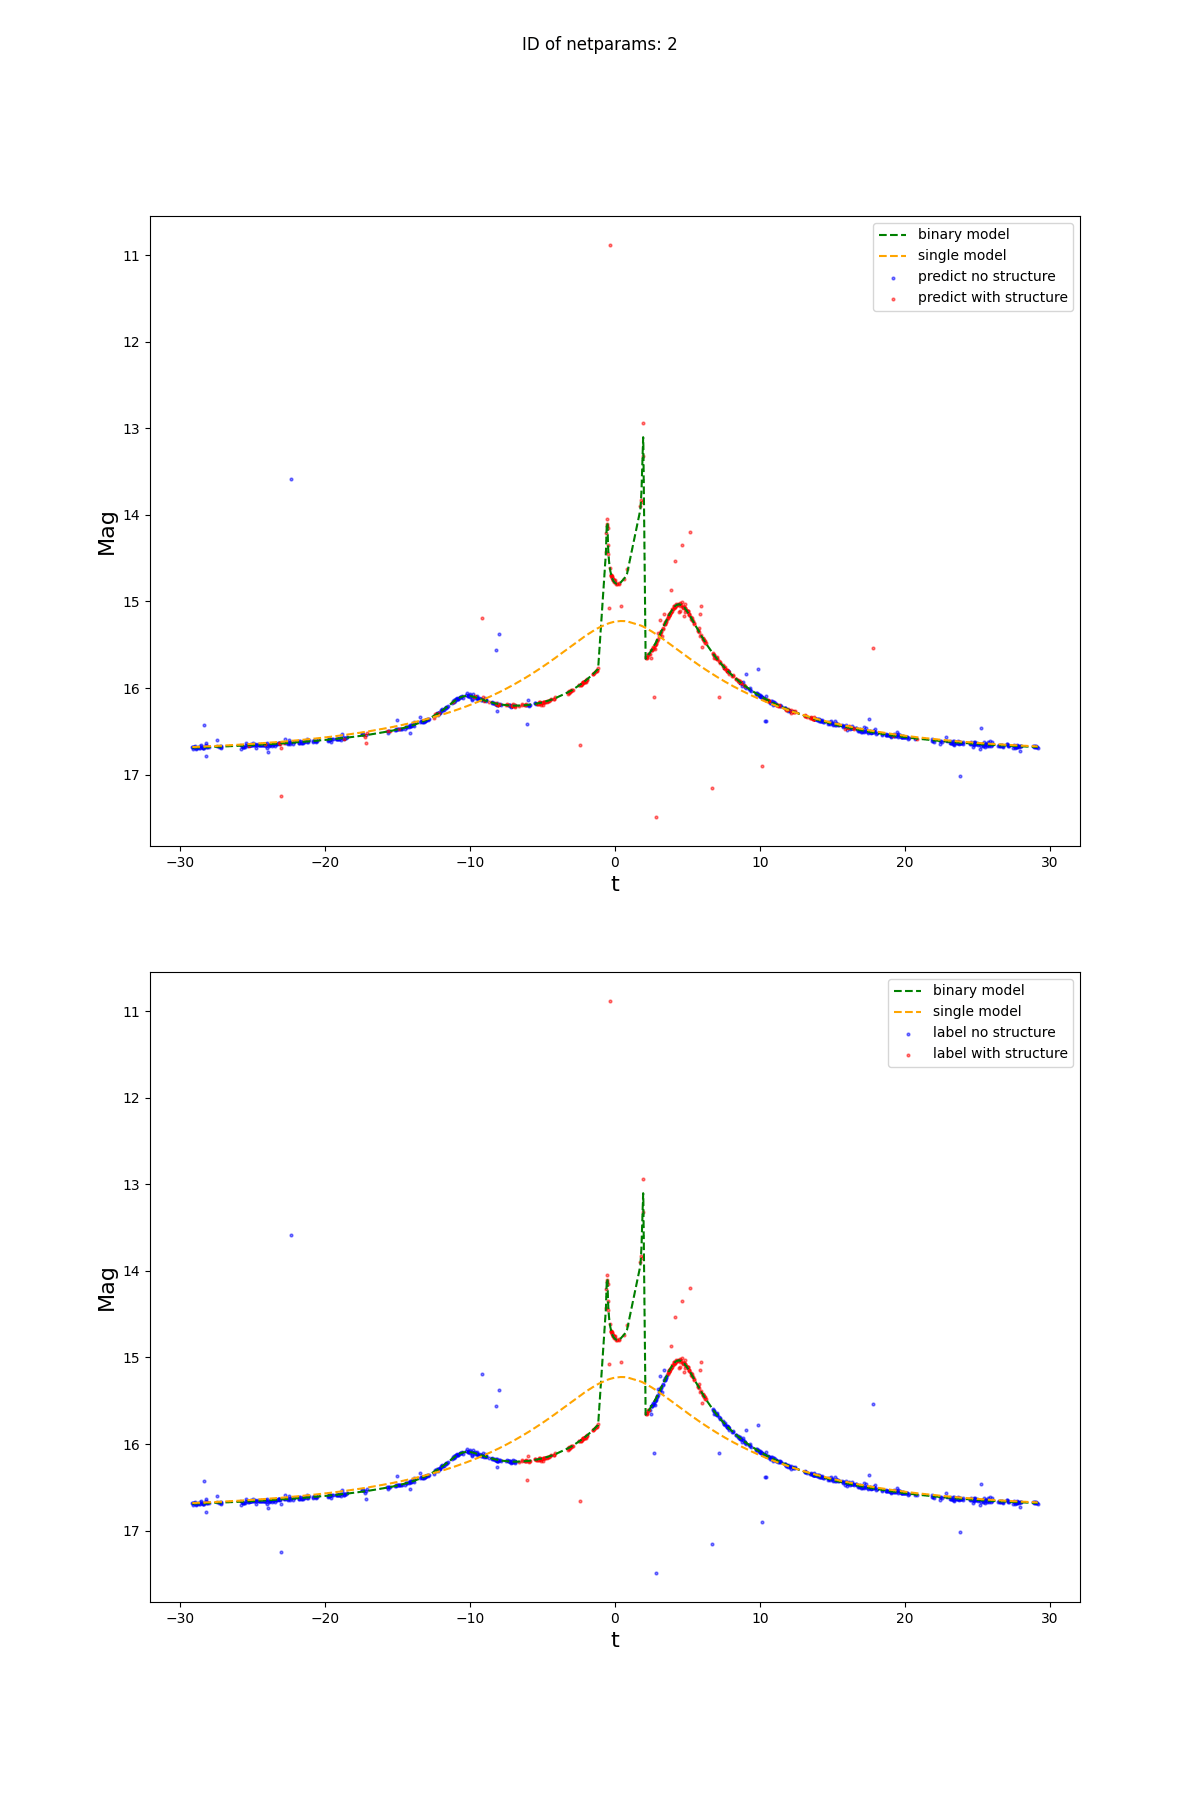 ID of netparams: 2
binary model
single model
predict no structure
predict with structure
11
12
13
14
15
16
17
Mag
−30
−20
−10
0
10
20
30
t
binary model
single model
label no structure
label with structure
11
12
13
14
15
16
17
Mag
−30
−20
−10
0
10
20
30
t